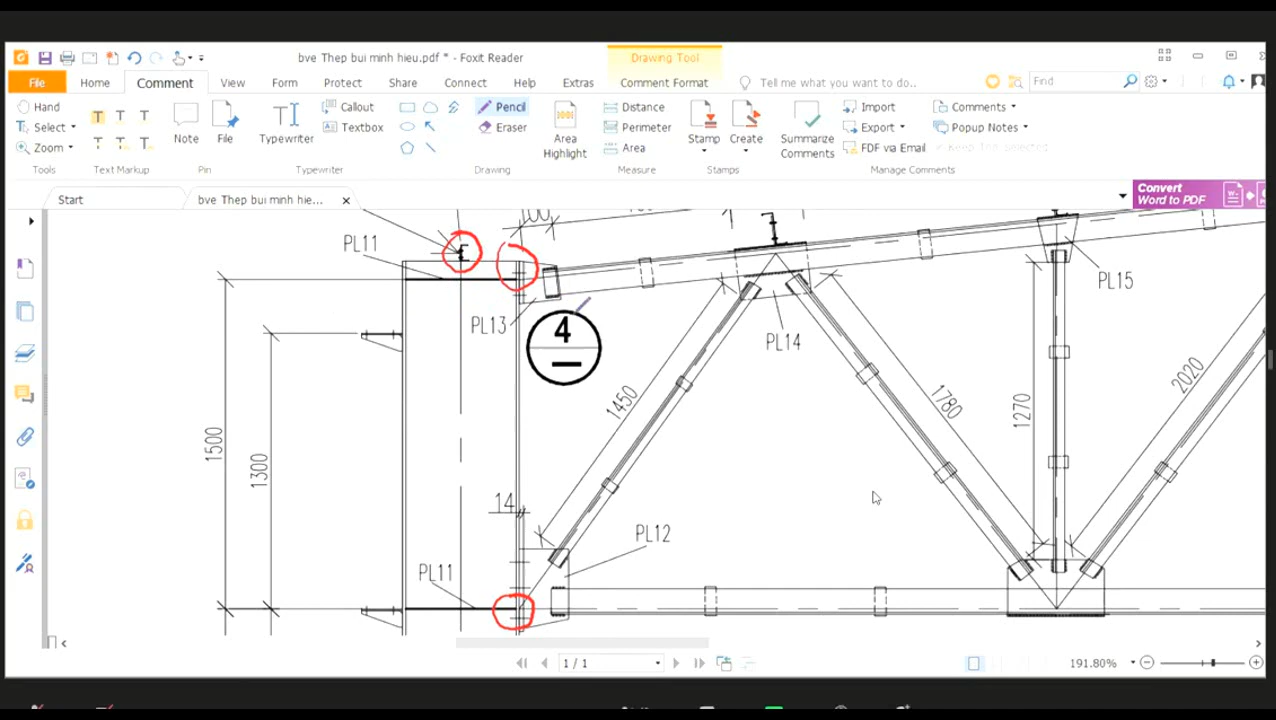 bve Thep bui minh hieu.pdf * - Foxit Reader
Drawing Tool
File Home Comment View Form Protect Share Connect Help Extras Comment Format Tell me what you want to do.. Find
Hand
Select
Zoom
Tools
T T T
T T T
Text Markup
Note
File
Pin
Typewriter
Callout
Textbox
Typewriter
Pencil
Eraser
Area
Highlight
Drawing
Distance
Perimeter
Area
Measure
Stamp
Create
Stamps
Summarize
Comments
Import
Export
FDF via Email
Comments
Popup Notes
Keep Tool Selected
Manage Comments
Start
bve Thep bui minh hie...
Convert
Word to PDF
PL11
PL13
4
PL14
PL15
1500
1300
1450
1780
1270
2020
14
PL12
PL11
1 / 1
191.80%